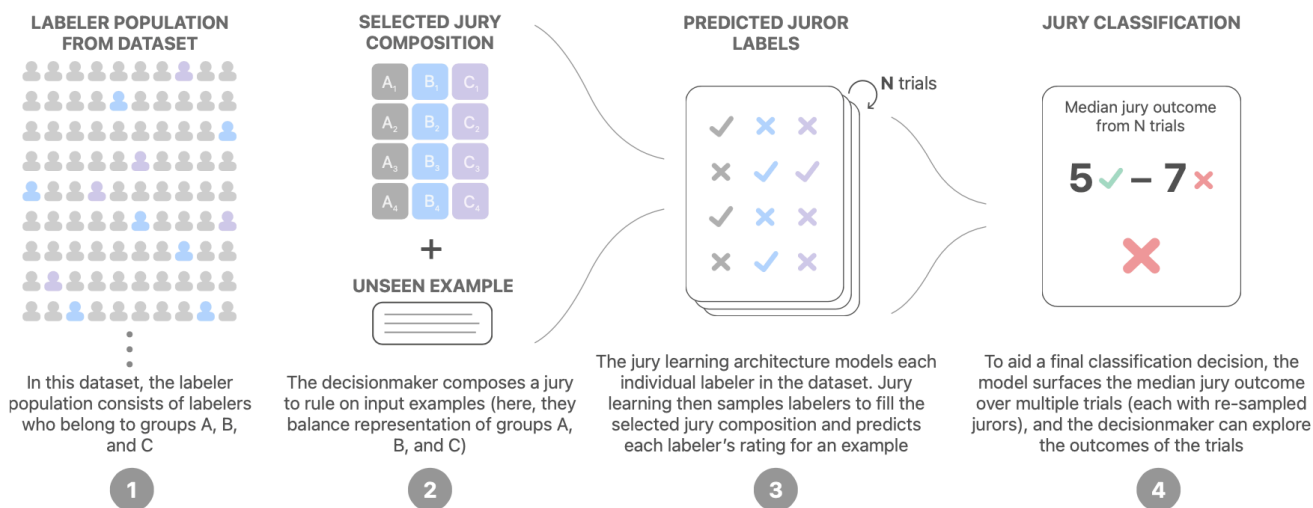 LABELER POPULATION
FROM DATASET
In this dataset, the labeler
population consists of labelers
who belong to groups A, B,
and C
1
SELECTED JURY
COMPOSITION
A₁ B₁ C₁
A₂ B₂ C₂
A₃ B₃ C₃
A₄ B₄ C₄
+
UNSEEN EXAMPLE
The decisionmaker composes a jury
to rule on input examples (here, they
balance representation of groups A,
B, and C)
2
PREDICTED JUROR
LABELS
N trials
The jury learning architecture models each
individual labeler in the dataset. Jury
learning then samples labelers to fill the
selected jury composition and predicts
each labeler's rating for an example
3
JURY CLASSIFICATION
Median jury outcome
from N trials
5 ✓ – 7 ×
To aid a final classification decision, the
model surfaces the median jury outcome
over multiple trials (each with re-sampled
jurors), and the decisionmaker can explore
the outcomes of the trials
4